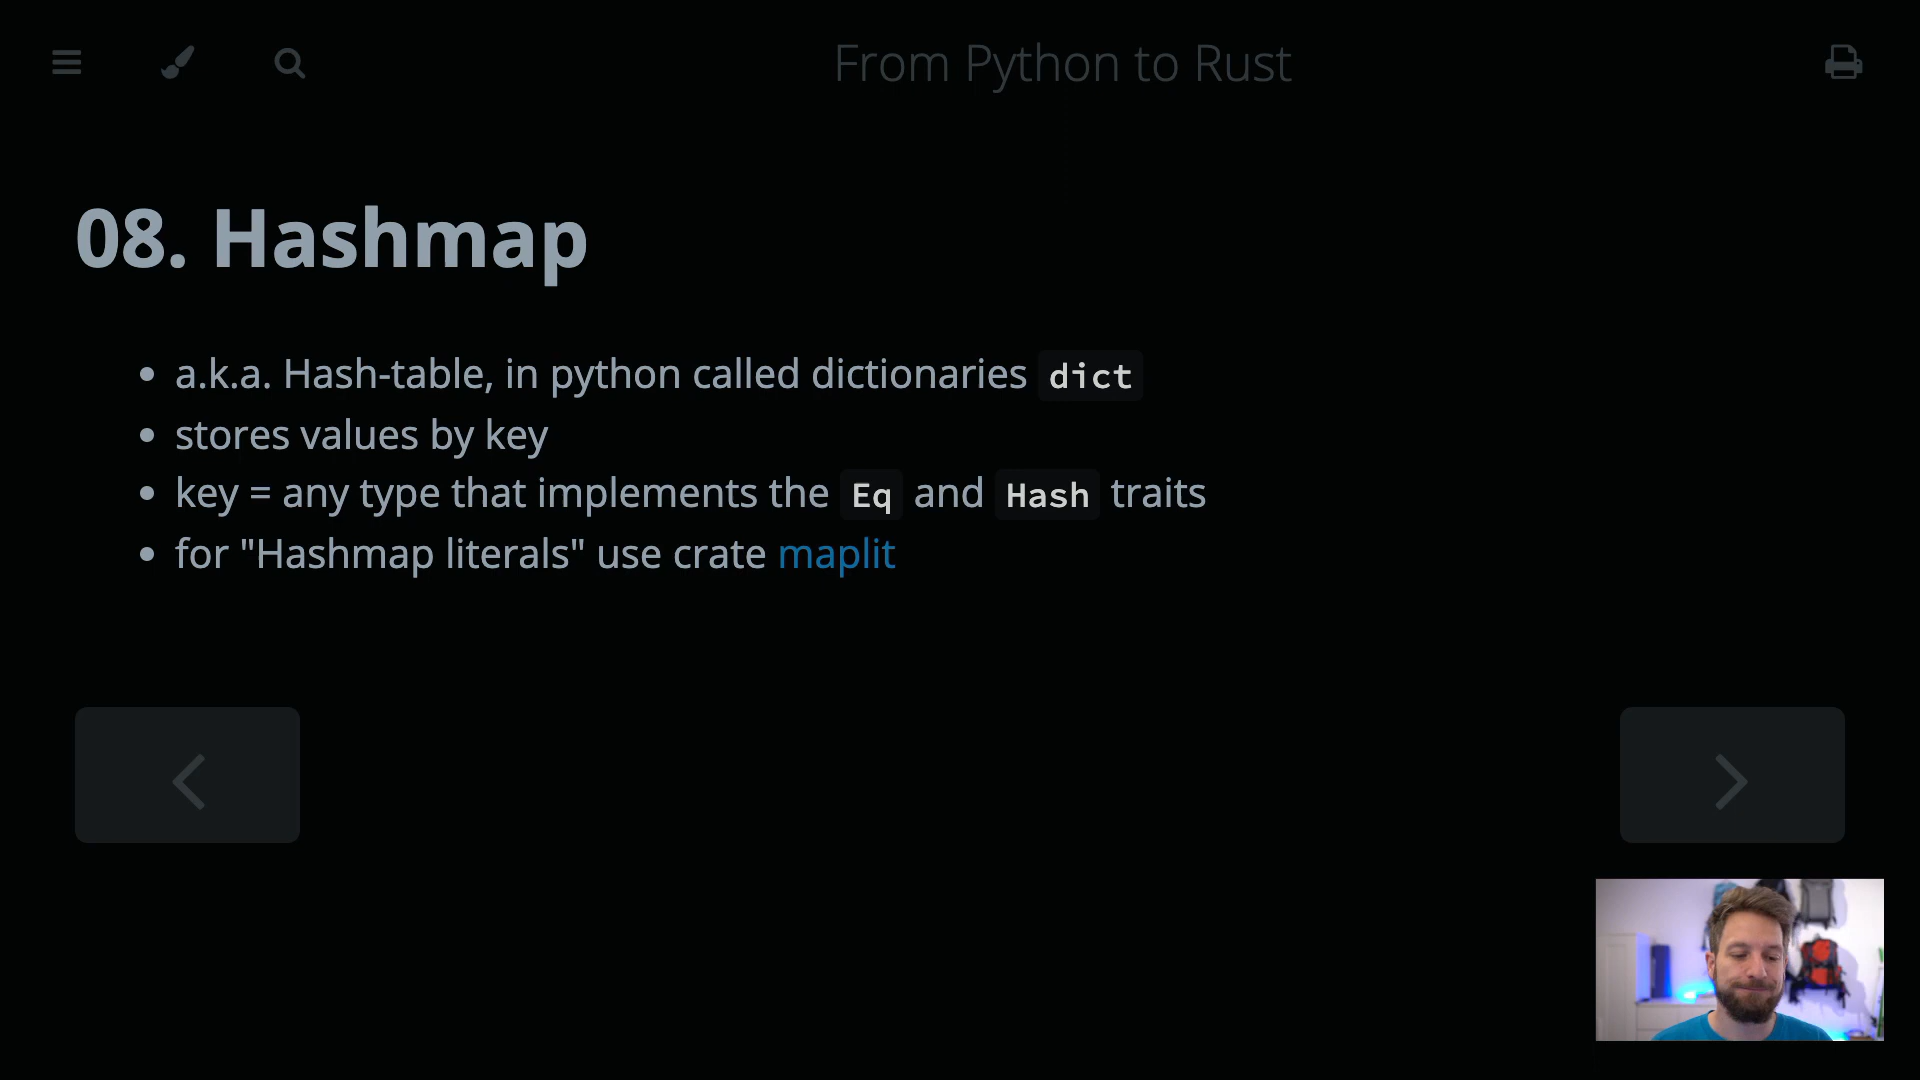 From Python to Rust
08. Hashmap
a.k.a. Hash-table, in python called dictionaries dict
stores values by key
key = any type that implements the Eq and Hash traits
for "Hashmap literals" use crate maplit